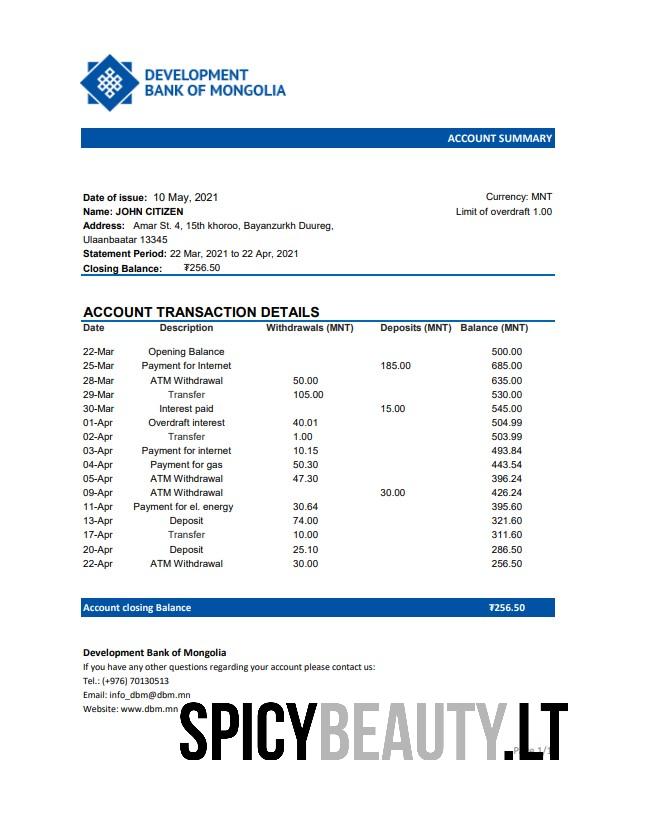 DEVELOPMENT
BANK OF MONGOLIA
ACCOUNT SUMMARY
Date of issue: 10 May, 2021 Currency: MNT
Name: JOHN CITIZEN Limit of overdraft 1.00
Address: Amar St. 4, 15th khoroo, Bayanzurkh Duureg,
Ulaanbaatar 13345
Statement Period: 22 Mar, 2021 to 22 Apr, 2021
Closing Balance: ₮256.50
ACCOUNT TRANSACTION DETAILS
Date Description Withdrawals (MNT) Deposits (MNT) Balance (MNT)
22-Mar Opening Balance 500.00
25-Mar Payment for Internet 185.00 685.00
28-Mar ATM Withdrawal 50.00 635.00
29-Mar Transfer 105.00 530.00
30-Mar Interest paid 15.00 545.00
01-Apr Overdraft interest 40.01 504.99
02-Apr Transfer 1.00 503.99
03-Apr Payment for internet 10.15 493.84
04-Apr Payment for gas 50.30 443.54
05-Apr ATM Withdrawal 47.30 396.24
09-Apr ATM Withdrawal 30.00 426.24
11-Apr Payment for el. energy 30.64 395.60
13-Apr Deposit 74.00 321.60
17-Apr Transfer 10.00 311.60
20-Apr Deposit 25.10 286.50
22-Apr ATM Withdrawal 30.00 256.50
Account closing Balance ₮256.50
Development Bank of Mongolia
If you have any other questions regarding your account please contact us:
Tel.: (+976) 70130513
Email: info_dbm@dbm.mn
Website: www.dbm.mn
SPICYBEAUTY.LT